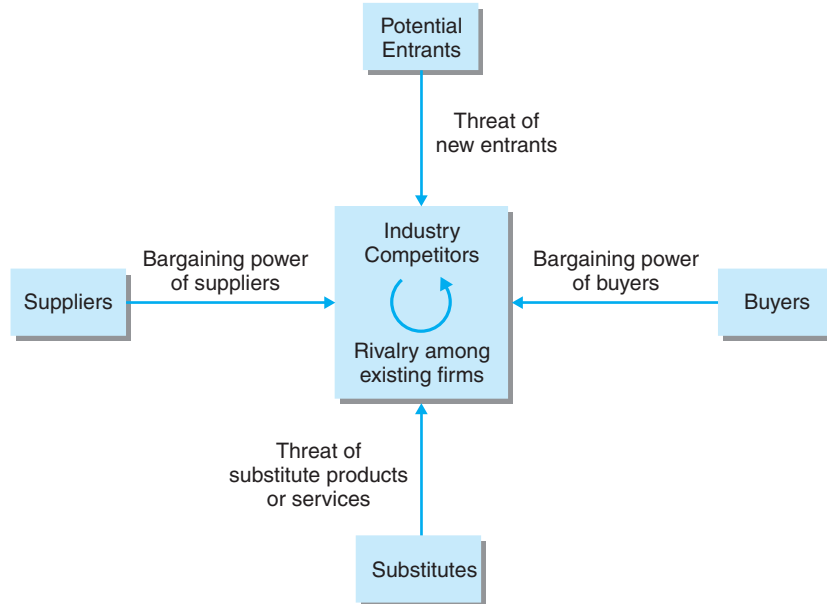 Potential
Entrants
Threat of
new entrants
Industry
Competitors
Bargaining power
of suppliers
Bargaining power
of buyers
Suppliers
Buyers
Rivalry among
existing firms
Threat of
substitute products
or services
Substitutes